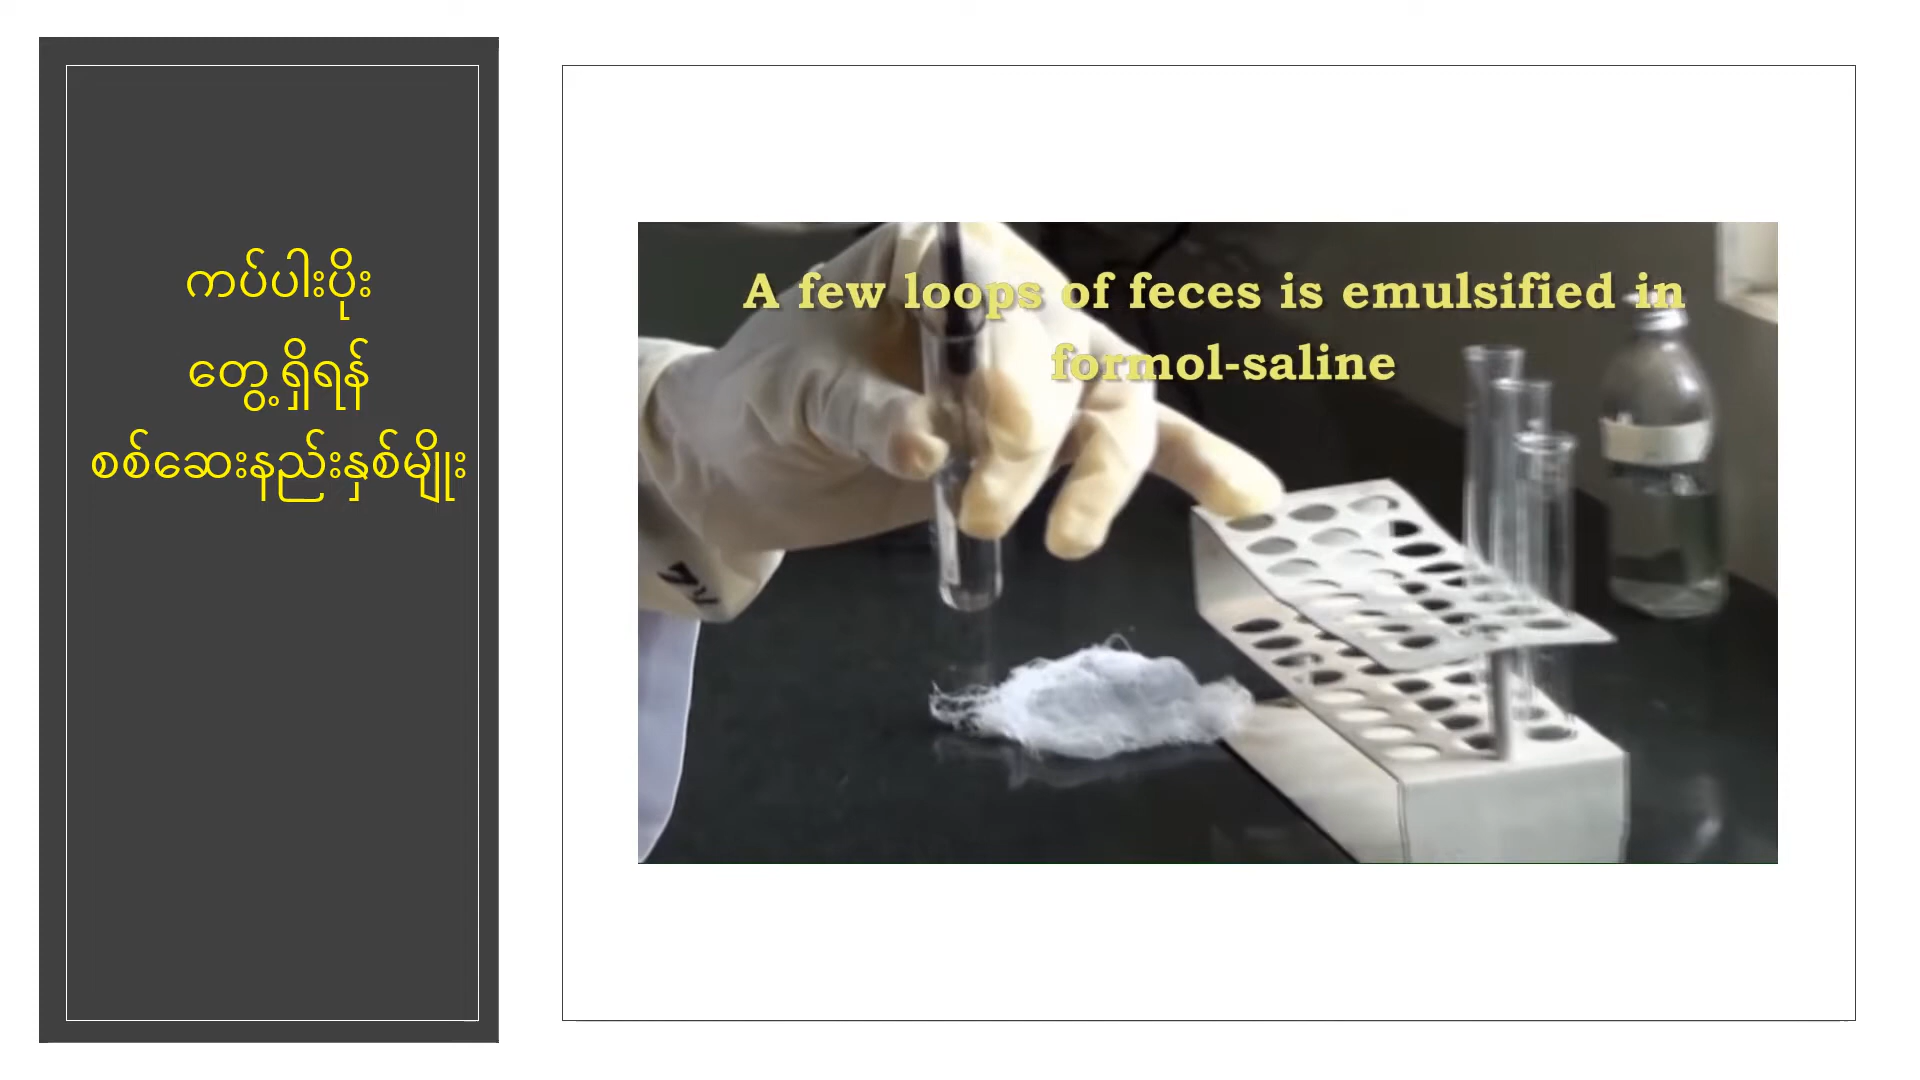 ကပ်ပါးပိုး
တွေ့ရှိရန်
စစ်ဆေးနည်းနှစ်မျိုး
A few loops of feces is emulsified in
formol-saline